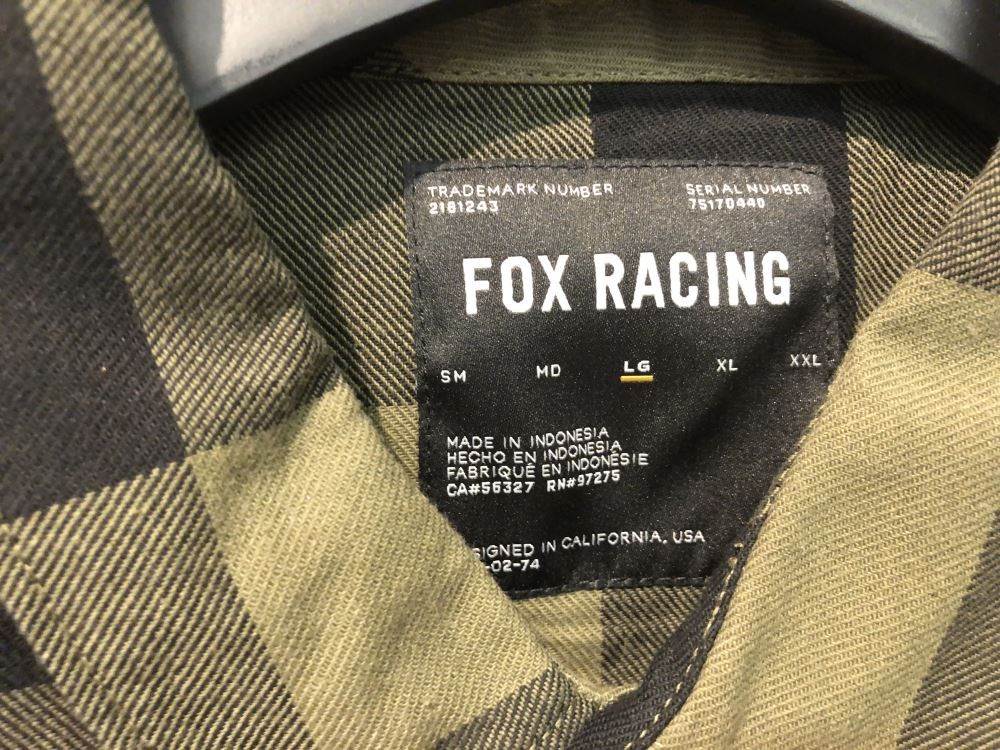 TRADEMARK NUMBER
2181243
SERIAL NUMBER
75170440
FOX RACING
SM MD LG XL XXL
MADE IN INDONESIA
HECHO EN INDONESIA
FABRIQUÉ EN INDONÉSIE
CA#56327 RN#97275
IN CALIFORNIA, USA
-02-74